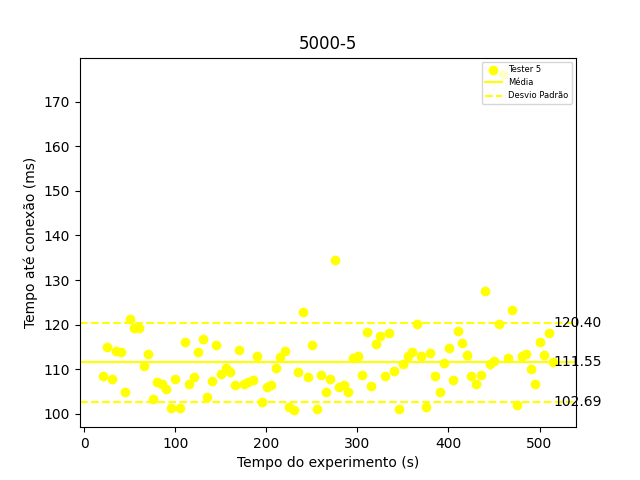 5000-5
Tester 5
Média
Desvio Padrão
170
160
150
140
130
120
110
100
120.40
111.55
102.69
Tempo até conexão (ms)
0 100 200 300 400 500
Tempo do experimento (s)